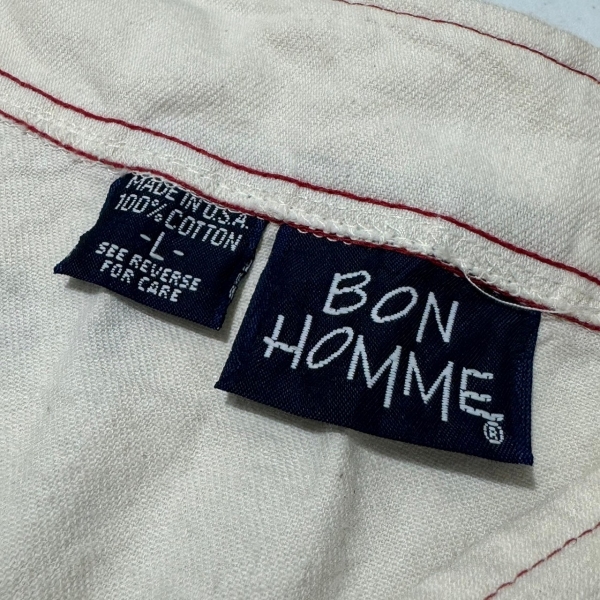 MADE IN U.S.A.
100% COTTON
-L-
SEE REVERSE
FOR CARE
BON
HOMME
®